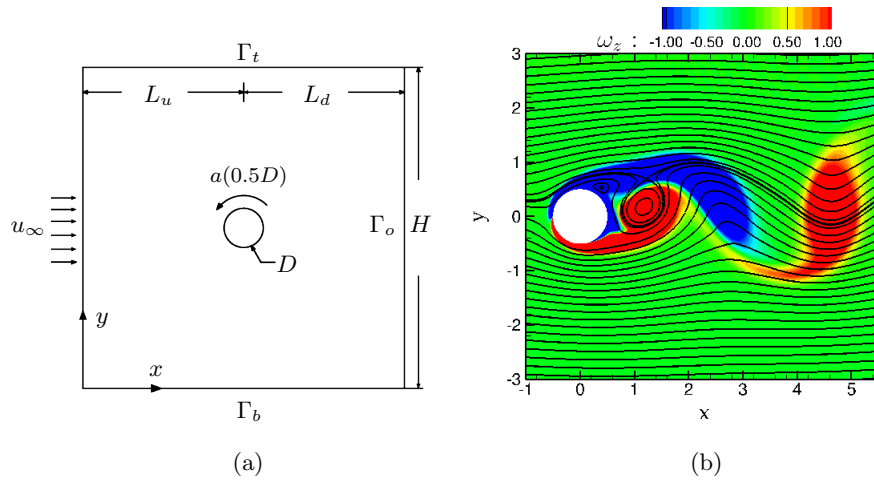 Γt
Lu Ld
a(0.5D)
u∞
Γo H
D
y
x
Γb
(a)
ωz : -1.00 -0.50 0.00 0.50 1.00
3
2
1
0
-1
-2
-3
y
-1 0 1 2 3 4 5
x
(b)